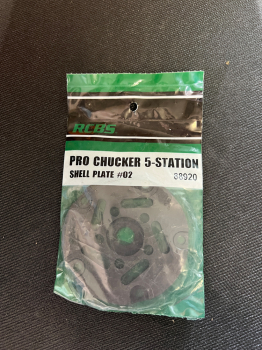 RCBS
PRO CHUCKER 5-STATION
SHELL PLATE #02 88920